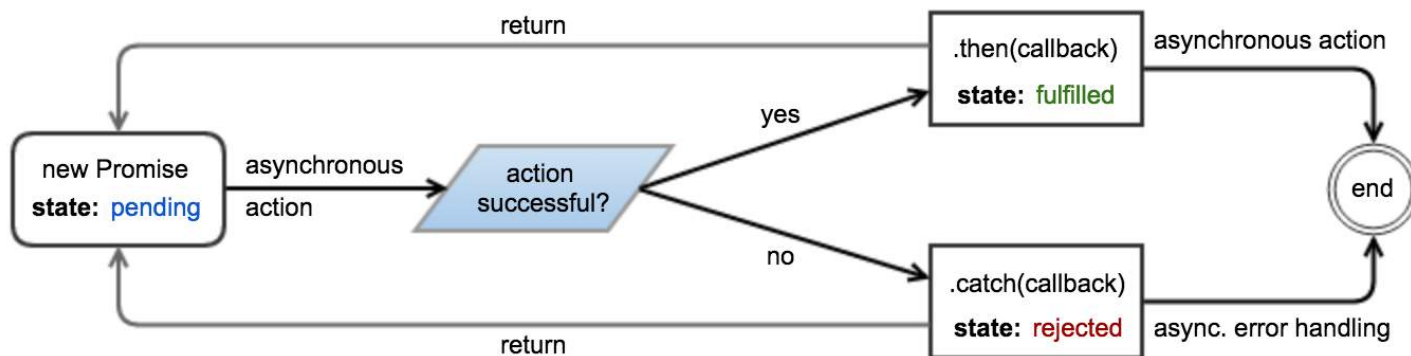 return
.then(callback)
state: fulfilled
asynchronous action
yes
new Promise
state: pending
asynchronous
action
action
successful?
end
no
.catch(callback)
state: rejected
async. error handling
return